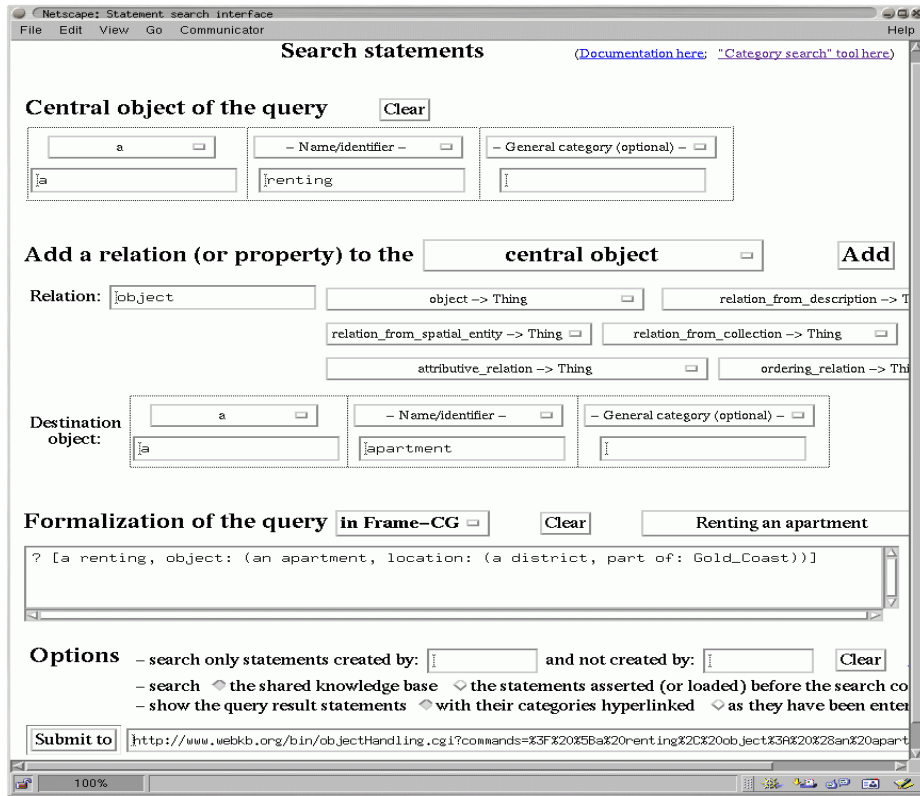 Netscape: Statement search interface
File Edit View Go Communicator Help
Search statements (Documentation here; "Category search" tool here)
Central object of the query Clear
a – Name/identifier – – General category (optional) –
a renting
Add a relation (or property) to the central object Add
Relation: object object –> Thing relation_from_description –> T
relation_from_spatial_entity –> Thing relation_from_collection –> Thing
attributive_relation –> Thing ordering_relation –> Thi
Destination object: a – Name/identifier – – General category (optional) –
a apartment
Formalization of the query in Frame–CG Clear Renting an apartment
? [a renting, object: (an apartment, location: (a district, part of: Gold_Coast))]
Options – search only statements created by: and not created by: Clear
– search the shared knowledge base the statements asserted (or loaded) before the search co
– show the query result statements with their categories hyperlinked as they have been enter
Submit to http://www.webkb.org/bin/objectHandling.cgi?commands=%3F%20%5Ba%20renting%2C%20object%3A%20%28an%20apart
100%